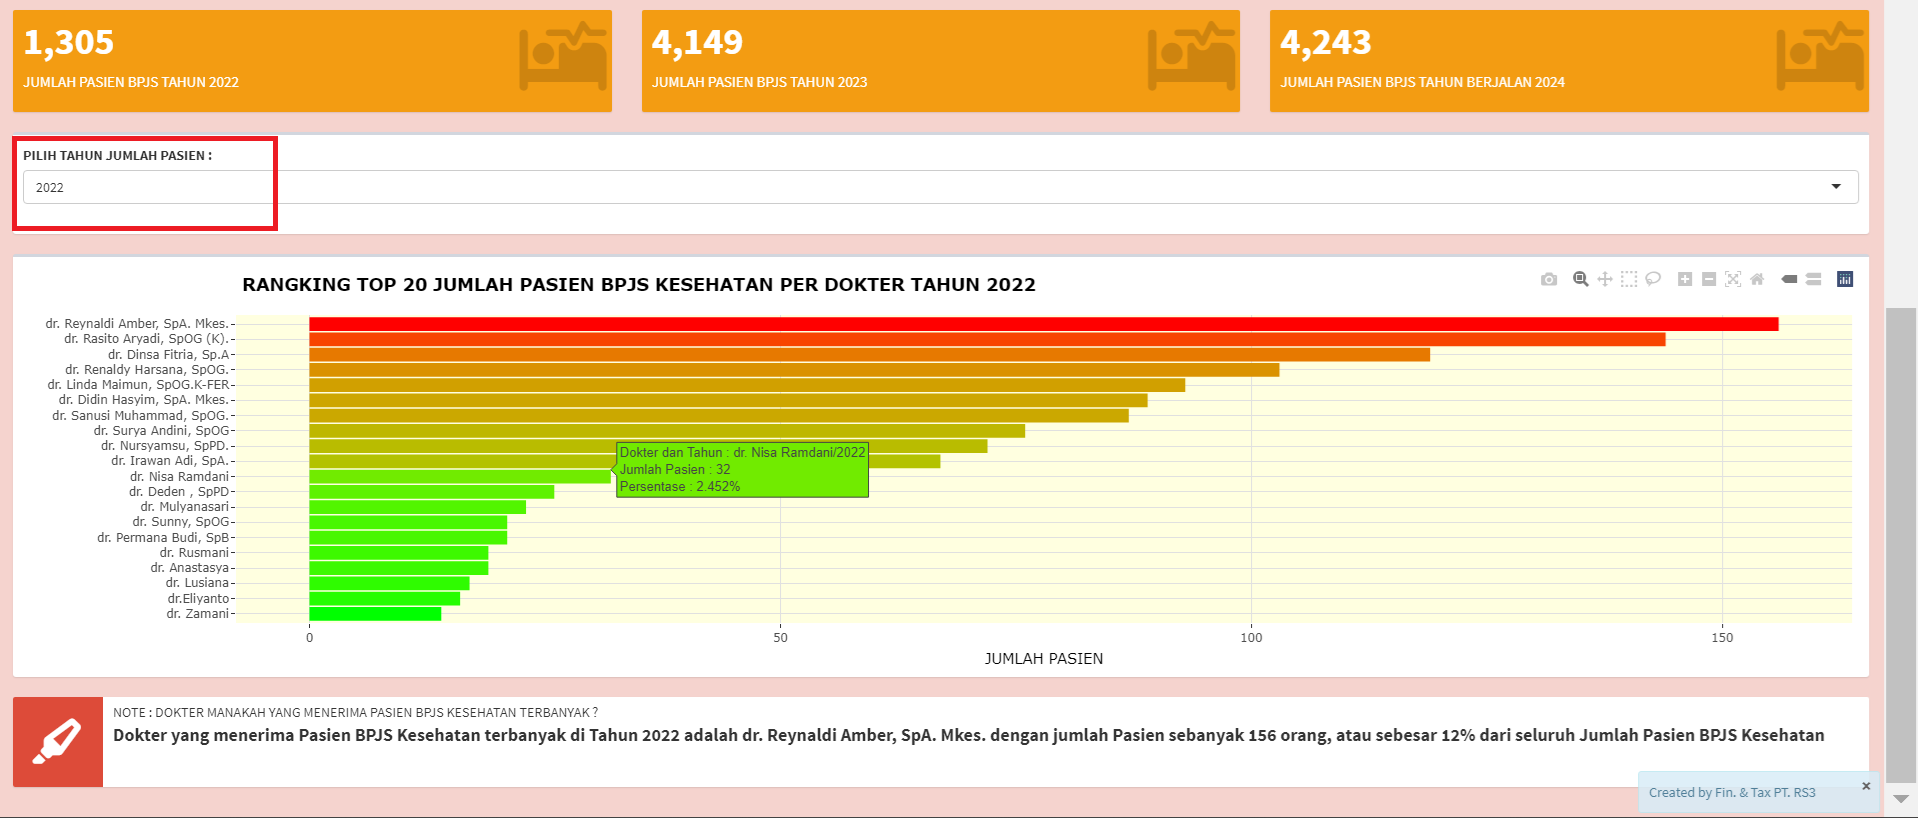 1,305
JUMLAH PASIEN BPJS TAHUN 2022
4,149
JUMLAH PASIEN BPJS TAHUN 2023
4,243
JUMLAH PASIEN BPJS TAHUN BERJALAN 2024
PILIH TAHUN JUMLAH PASIEN :
2022
RANGKING TOP 20 JUMLAH PASIEN BPJS KESEHATAN PER DOKTER TAHUN 2022
dr. Reynaldi Amber, SpA. Mkes.
dr. Rasito Aryadi, SpOG (K).
dr. Dinsa Fitria, Sp.A
dr. Renaldy Harsana, SpOG.
dr. Linda Maimun, SpOG.K-FER
dr. Didin Hasyim, SpA. Mkes.
dr. Sanusi Muhammad, SpOG.
dr. Surya Andini, SpOG
dr. Nursyamsu, SpPD.
dr. Irawan Adi, SpA.
dr. Nisa Ramdani
dr. Deden , SpPD
dr. Mulyanasari
dr. Sunny, SpOG
dr. Permana Budi, SpB
dr. Rusmani
dr. Anastasya
dr. Lusiana
dr.Eliyanto
dr. Zamani
Dokter dan Tahun : dr. Nisa Ramdani/2022
Jumlah Pasien : 32
Persentase : 2.452%
0
50
100
150
JUMLAH PASIEN
NOTE : DOKTER MANAKAH YANG MENERIMA PASIEN BPJS KESEHATAN TERBANYAK ?
Dokter yang menerima Pasien BPJS Kesehatan terbanyak di Tahun 2022 adalah dr. Reynaldi Amber, SpA. Mkes. dengan jumlah Pasien sebanyak 156 orang, atau sebesar 12% dari seluruh Jumlah Pasien BPJS Kesehatan
Created by Fin. & Tax PT. RS3
×